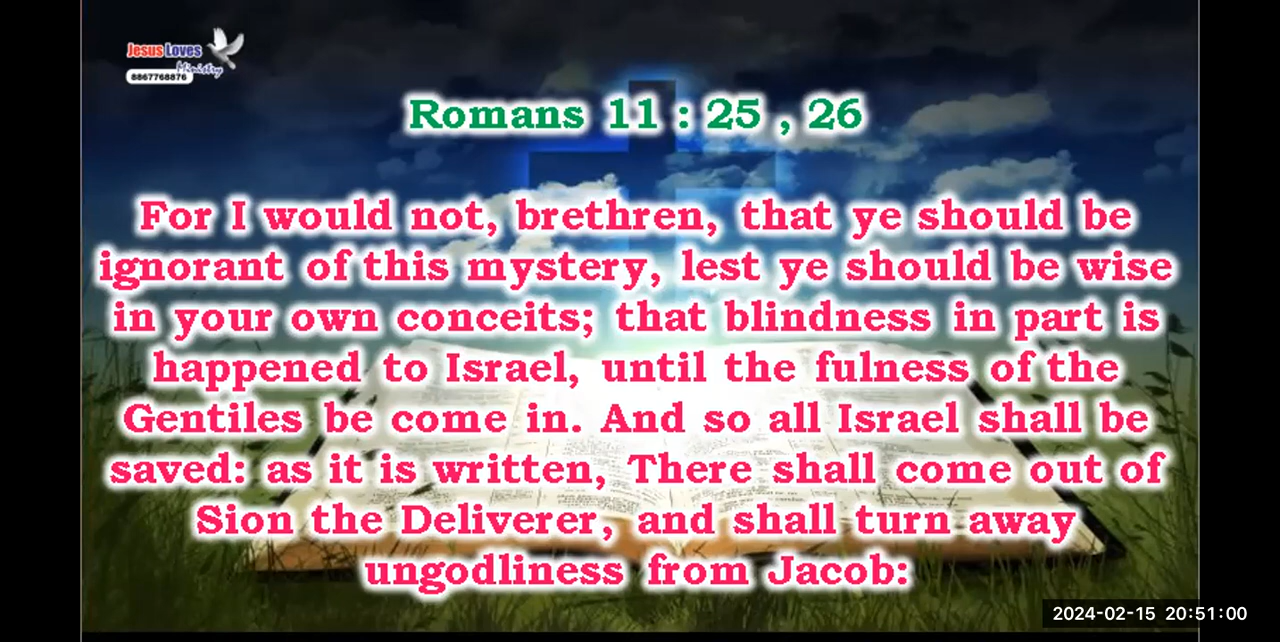 Jesus Loves
Ministry
8867768876
Romans 11 : 25 , 26
For I would not, brethren, that ye should be
ignorant of this mystery, lest ye should be wise
in your own conceits; that blindness in part is
happened to Israel, until the fulness of the
Gentiles be come in. And so all Israel shall be
saved: as it is written, There shall come out of
Sion the Deliverer, and shall turn away
ungodliness from Jacob:
2024-02-15 20:51:00